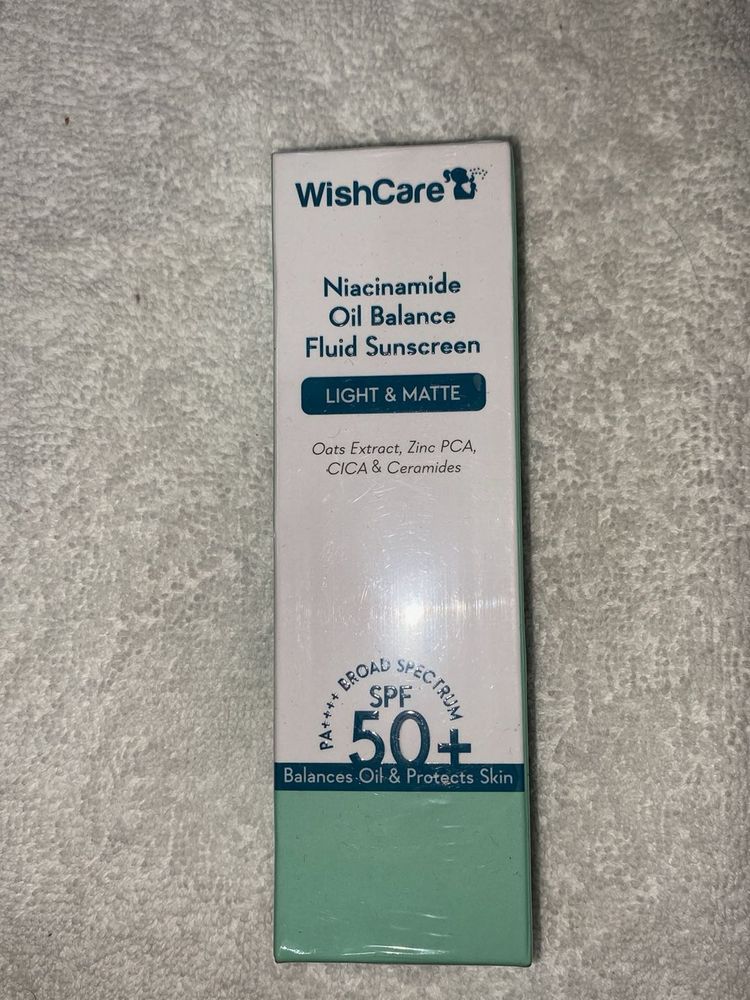 WishCare
Niacinamide
Oil Balance
Fluid Sunscreen
LIGHT & MATTE
Oats Extract, Zinc PCA,
CICA & Ceramides
PA++++ BROAD SPECTRUM
SPF
50+
Balances Oil & Protects Skin